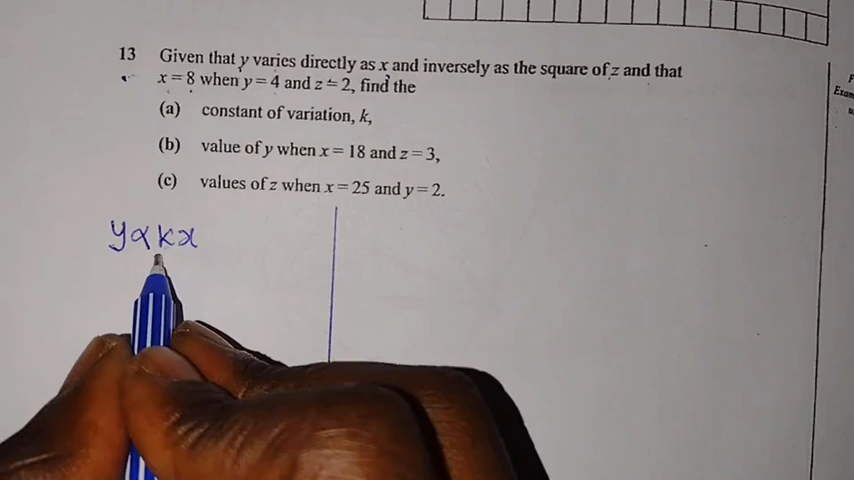 13 Given that y varies directly as x and inversely as the square of z and that
x = 8 when y = 4 and z = 2, find the
(a) constant of variation, k,
(b) value of y when x = 18 and z = 3,
(c) values of z when x = 25 and y = 2.
y α k x